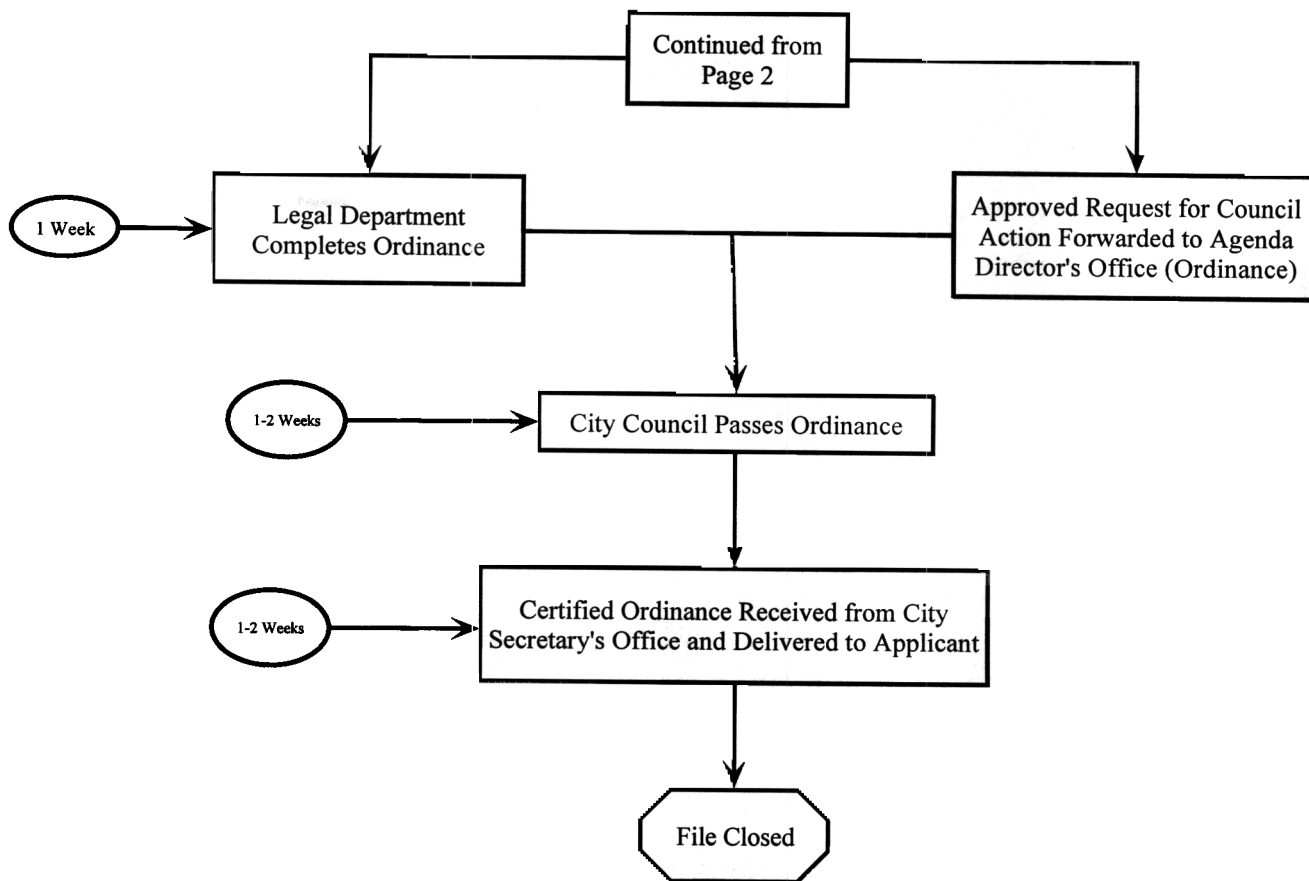 Continued from
Page 2
1 Week
Legal Department
Completes Ordinance
Approved Request for Council
Action Forwarded to Agenda
Director's Office (Ordinance)
1-2 Weeks
City Council Passes Ordinance
1-2 Weeks
Certified Ordinance Received from City
Secretary's Office and Delivered to Applicant
File Closed